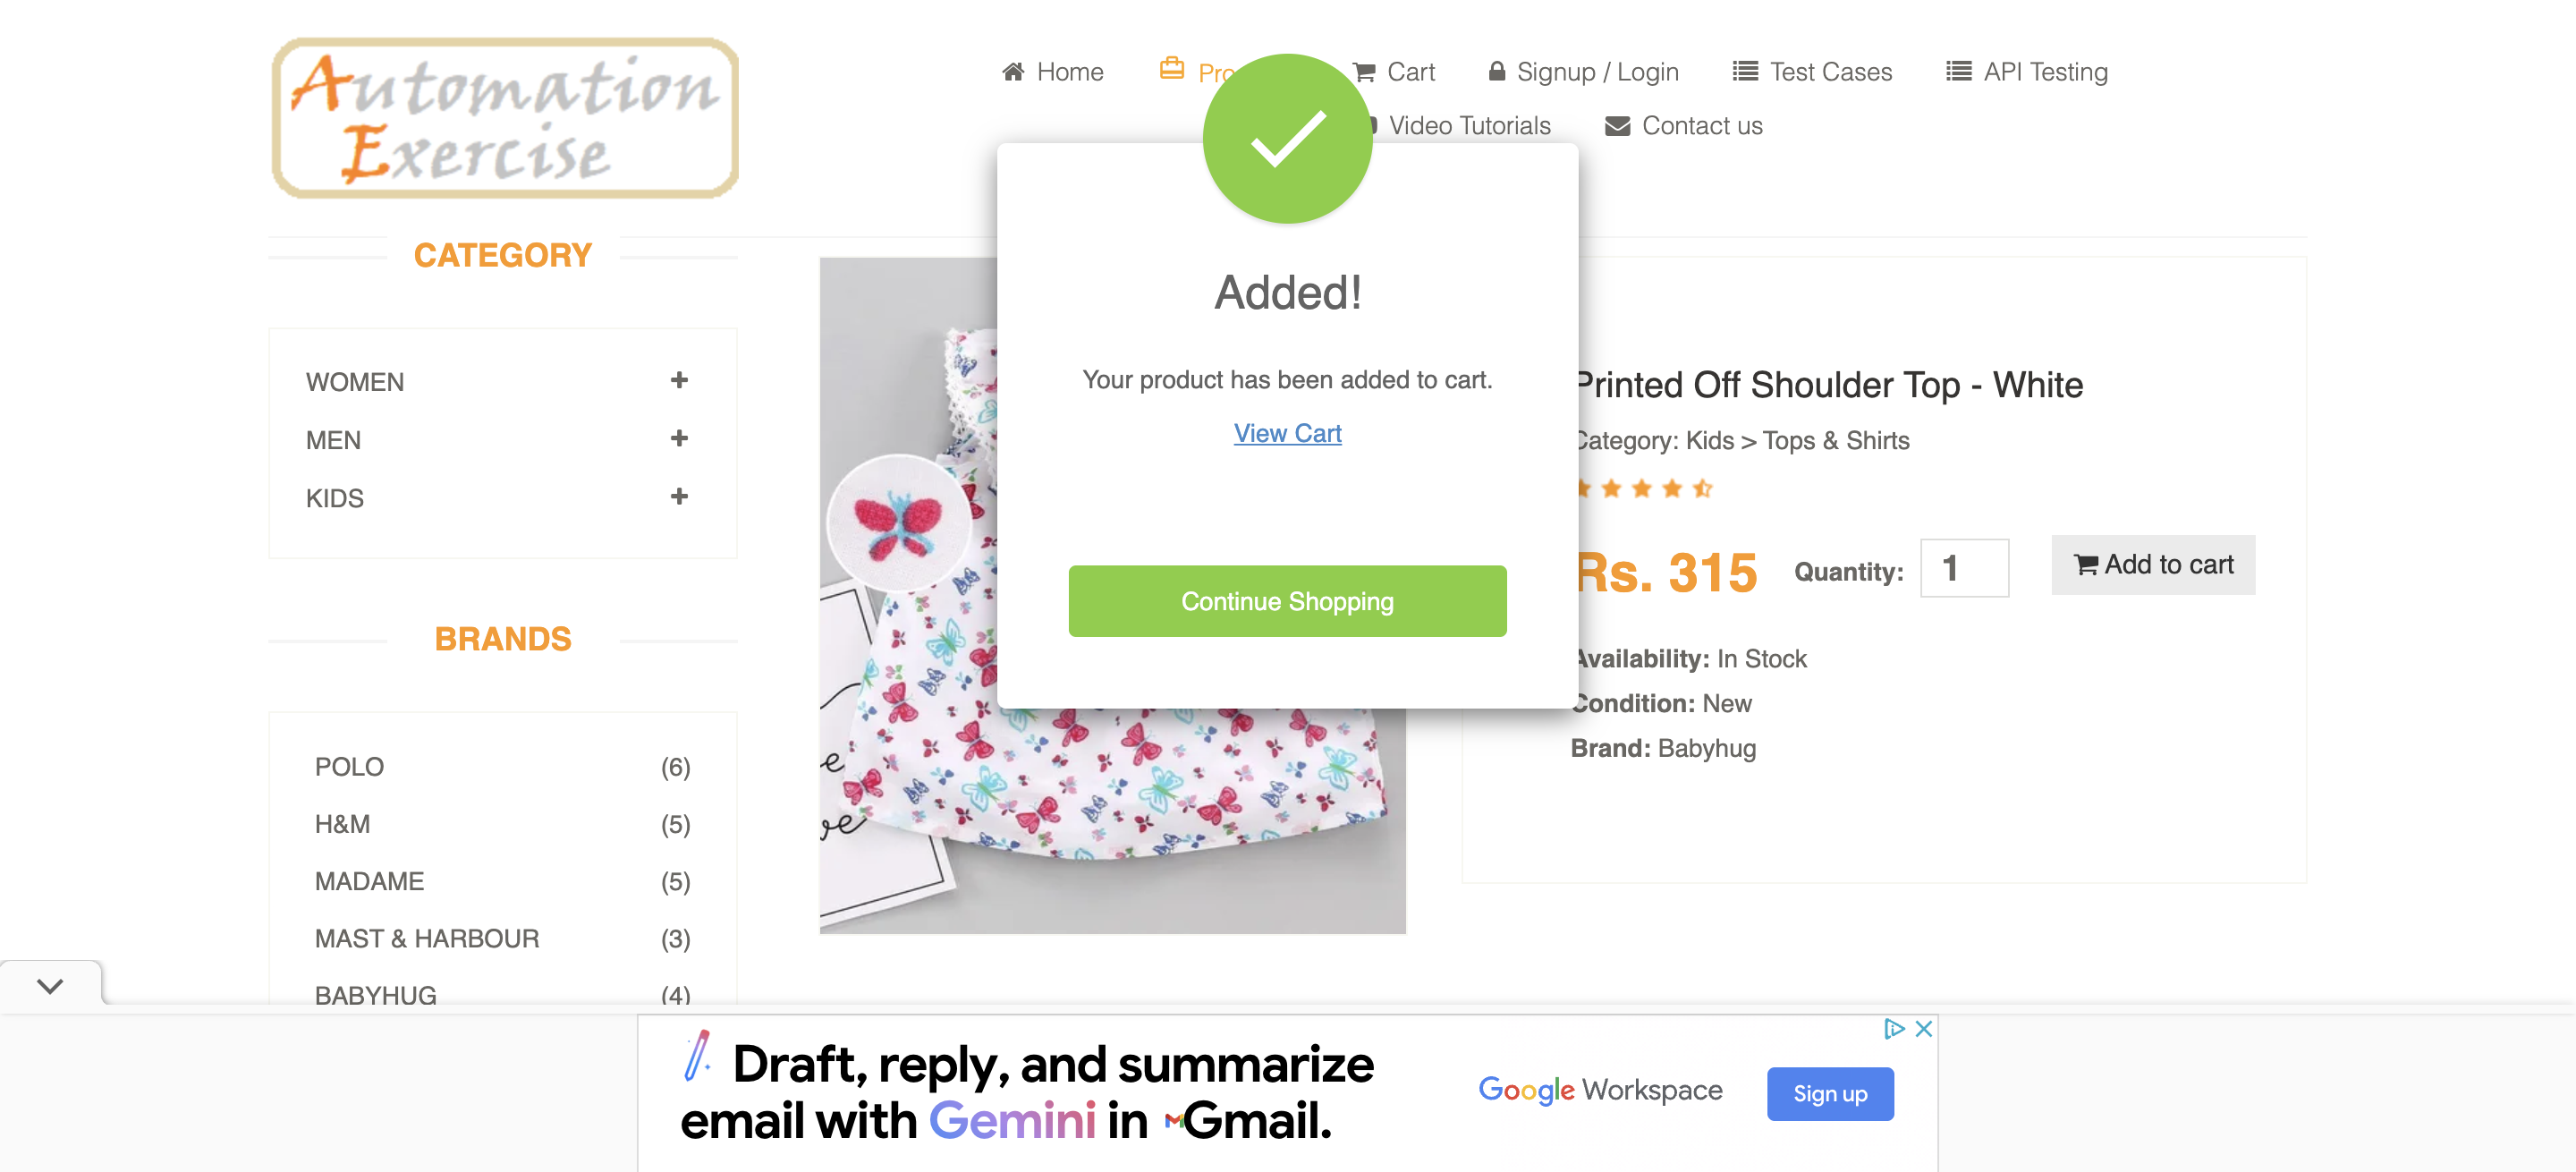 Automation
Exercise
Home
Cart
Signup / Login
Test Cases
API Testing
Video Tutorials
Contact us
CATEGORY
WOMEN
MEN
KIDS
BRANDS
POLO (6)
H&M (5)
MADAME (5)
MAST & HARBOUR (3)
BABYHUG (4)
Added!
Your product has been added to cart.
View Cart
Continue Shopping
Printed Off Shoulder Top - White
Category: Kids > Tops & Shirts
Rs. 315 Quantity: 1 Add to cart
Availability: In Stock
Condition: New
Brand: Babyhug
Draft, reply, and summarize
email with Gemini in Gmail.
Google Workspace
Sign up